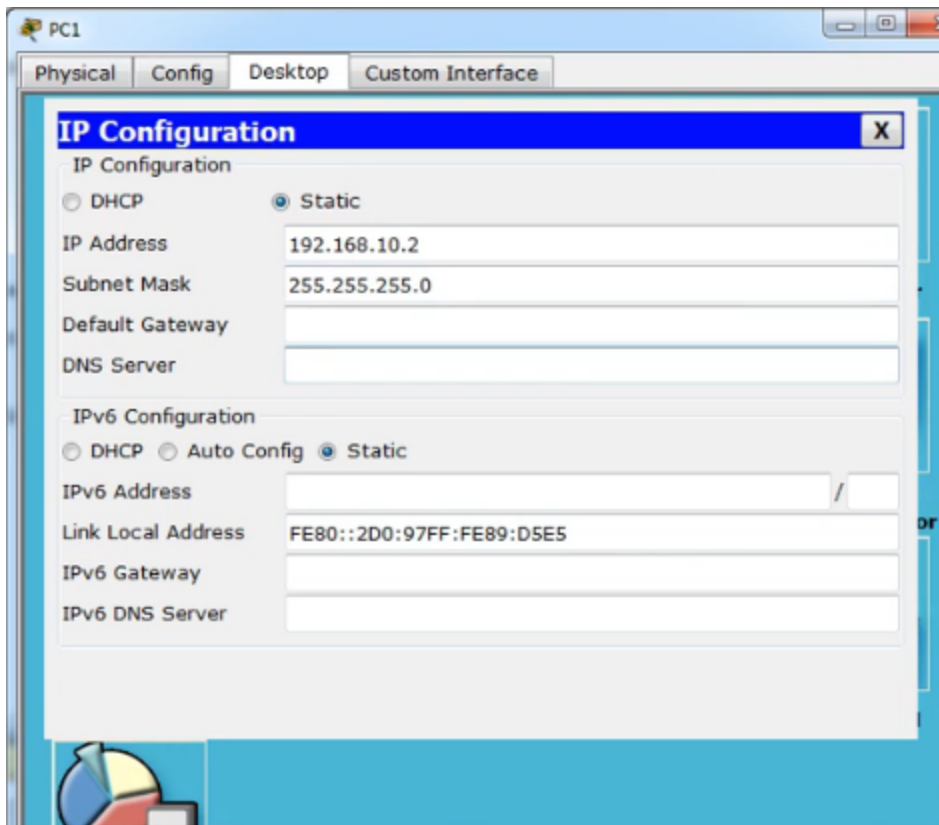 PC1
Physical Config Desktop Custom Interface
IP Configuration X
IP Configuration
DHCP Static
IP Address 192.168.10.2
Subnet Mask 255.255.255.0
Default Gateway
DNS Server
IPv6 Configuration
DHCP Auto Config Static
IPv6 Address /
Link Local Address FE80::2D0:97FF:FE89:D5E5
IPv6 Gateway
IPv6 DNS Server
or